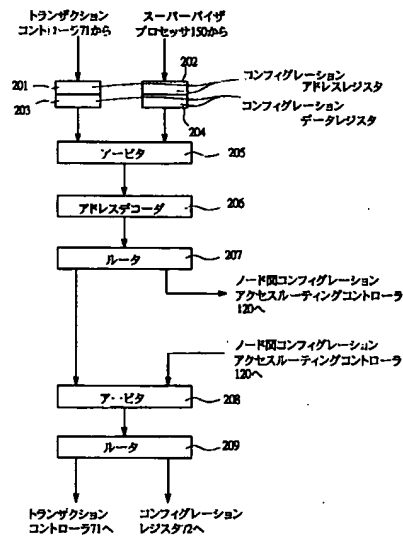 トランザクション
コントローラ71から
スーパーバイザ
プロセッサ150から
202
201
203
204
コンフィグレーション
アドレスレジスタ
コンフィグレーション
データレジスタ
アービタ
205
アドレスデコーダ
206
ルータ
207
ノード図コンフィグレーション
アクセスルーティングコントローラ
120へ
ノード図コンフィグレーション
アクセスルーティングコントローラ
120へ
アービタ
208
ルータ
209
トランザクション
コントローラ71へ
コンフィグレーション
レジスタ72へ